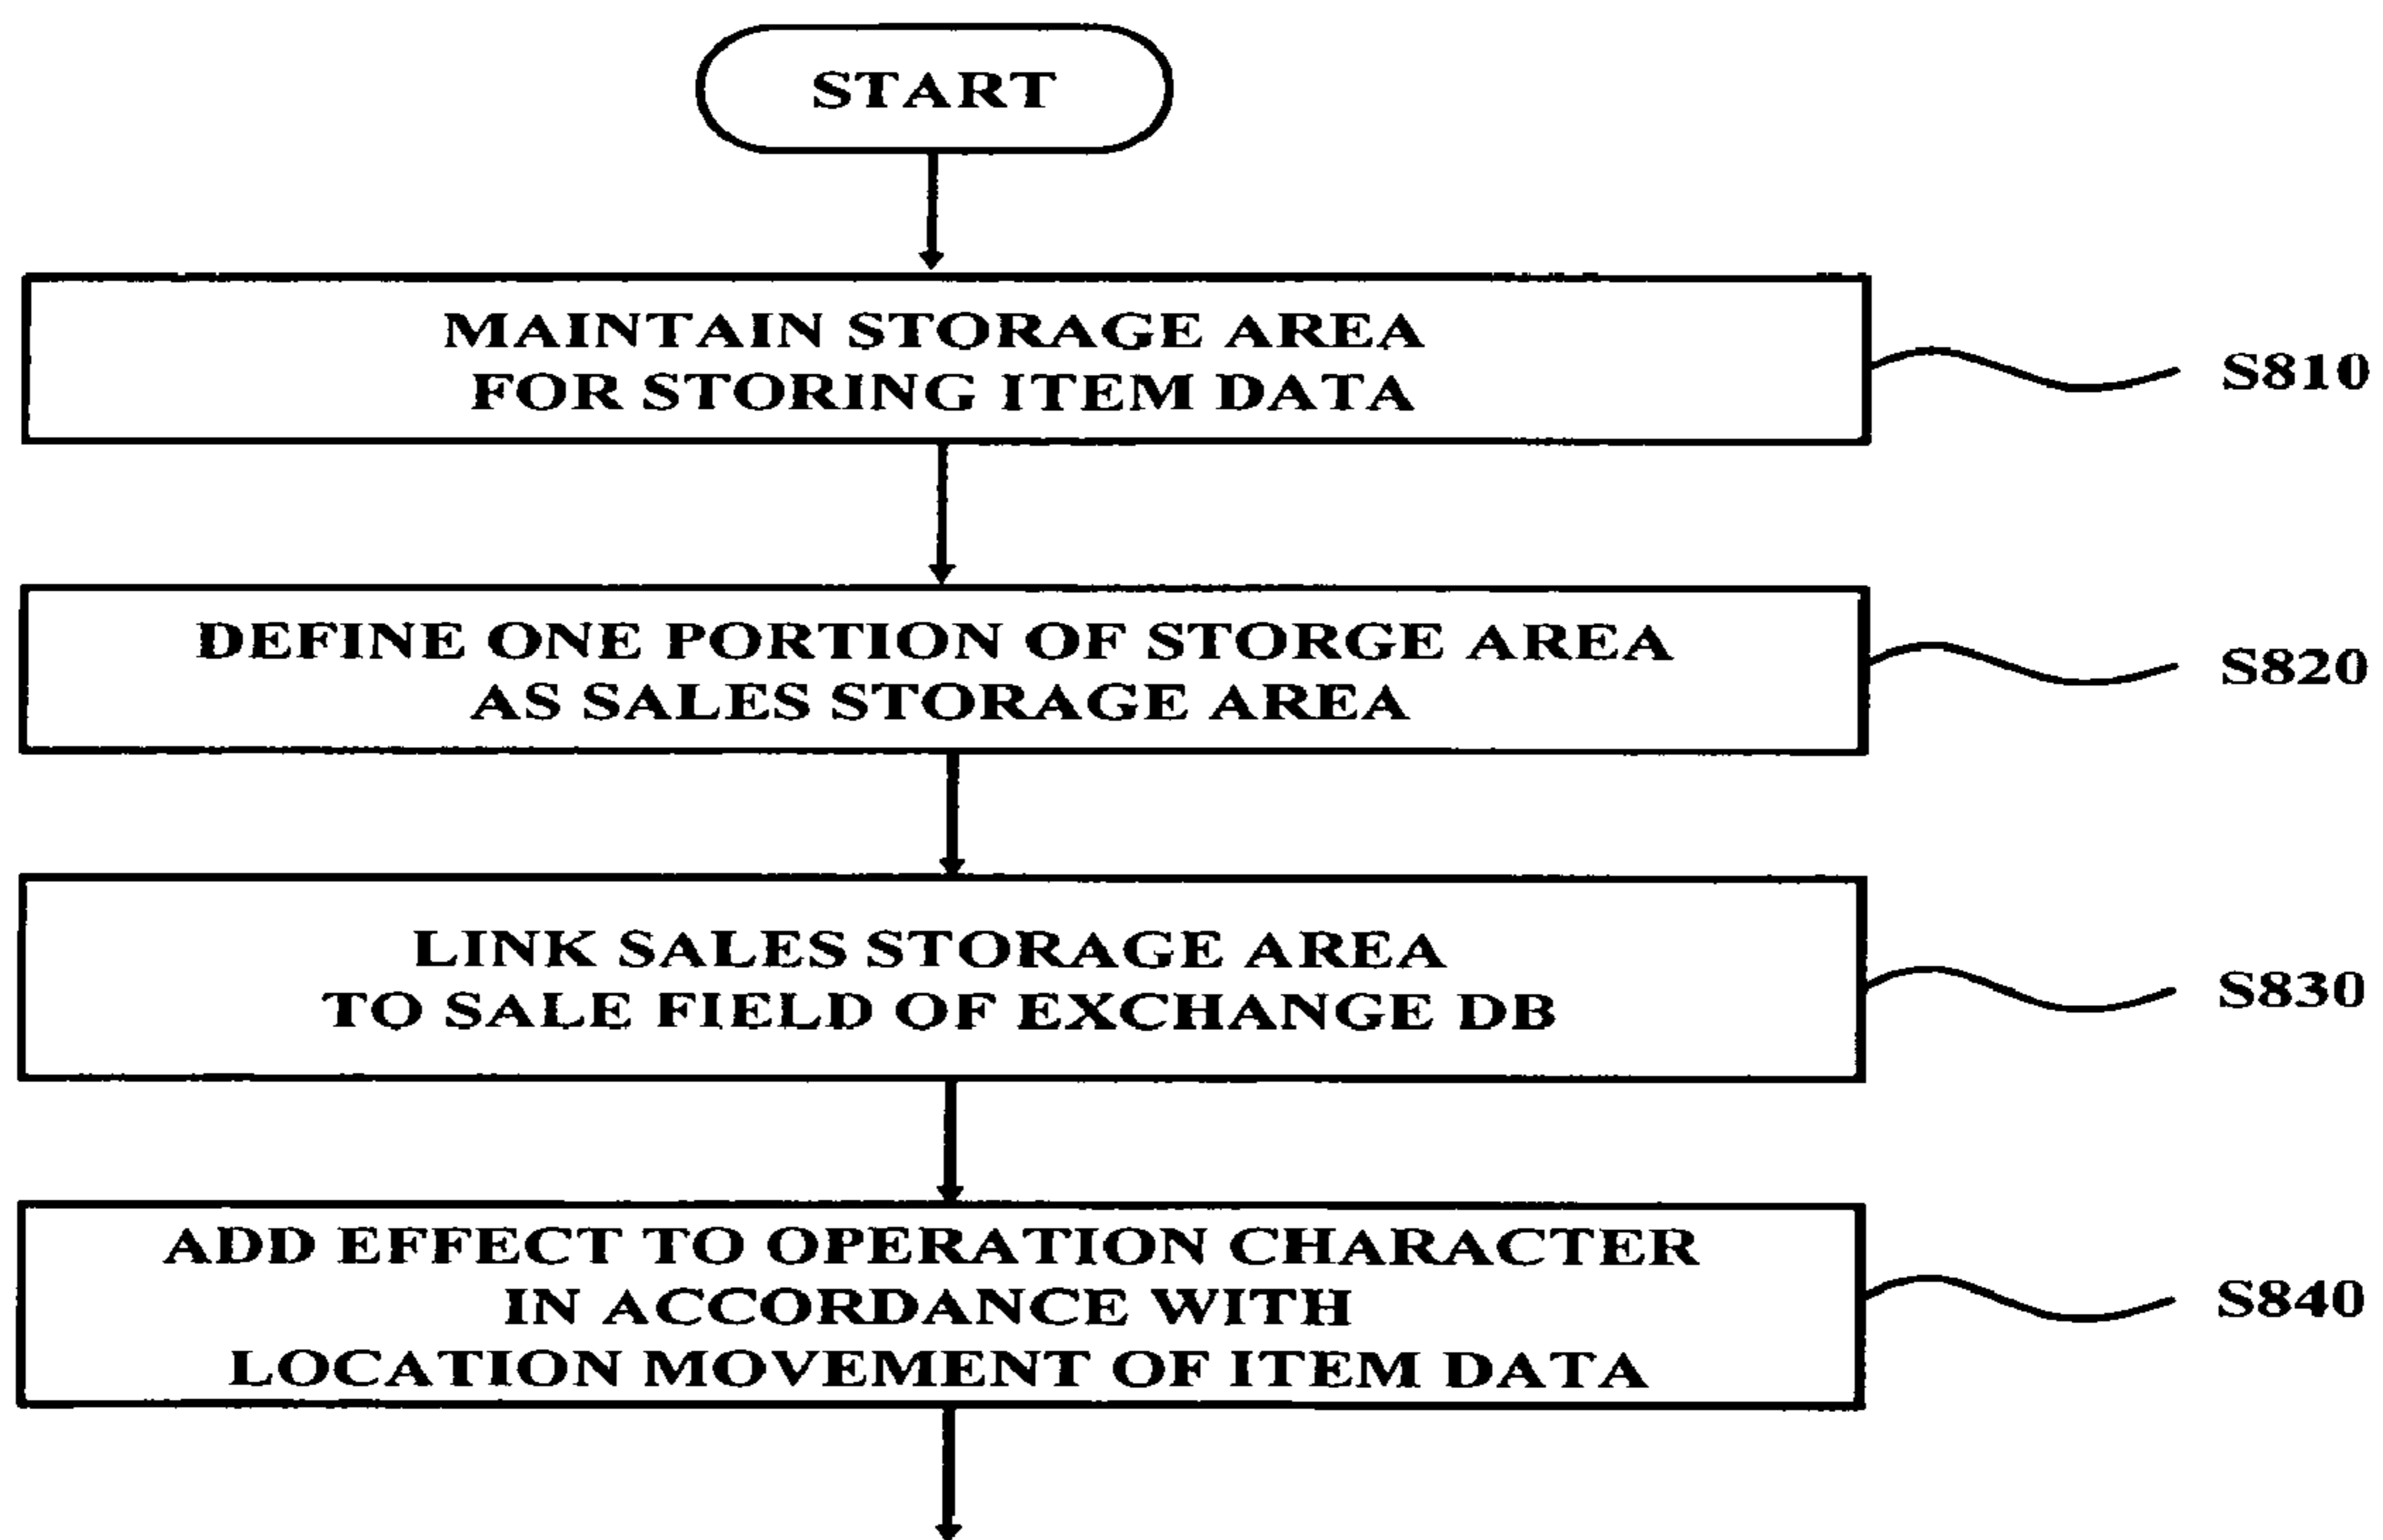 START
MAINTAIN STORAGE AREA
FOR STORING ITEM DATA
S810
DEFINE ONE PORTION OF STORGE AREA
AS SALES STORAGE AREA
S820
LINK SALES STORAGE AREA
TO SALE FIELD OF EXCHANGE DB
S830
ADD EFFECT TO OPERATION CHARACTER
IN ACCORDANCE WITH
LOCATION MOVEMENT OF ITEM DATA
S840